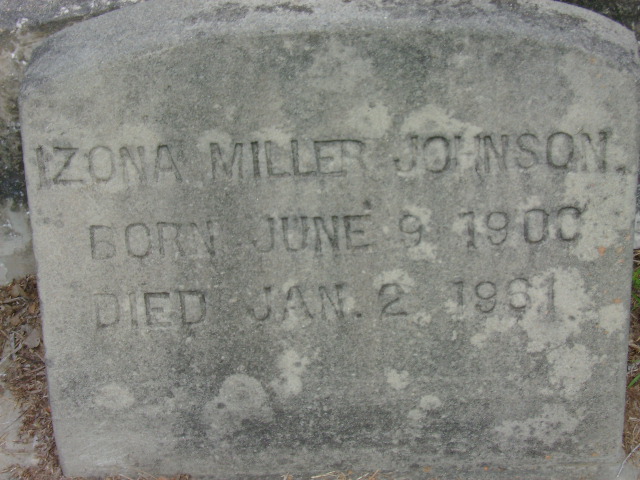 IZONA MILLER JOHNSON.
BORN JUNE 9 1900
DIED JAN. 2 1961